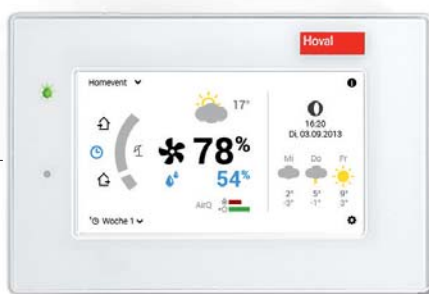 Hoval
Homevent
17°
16:20
Di, 03.09.2013
78%
54%
Mi Do Fr
2° 5° 9°
-3° -1° 3°
AirQ
Woche 1